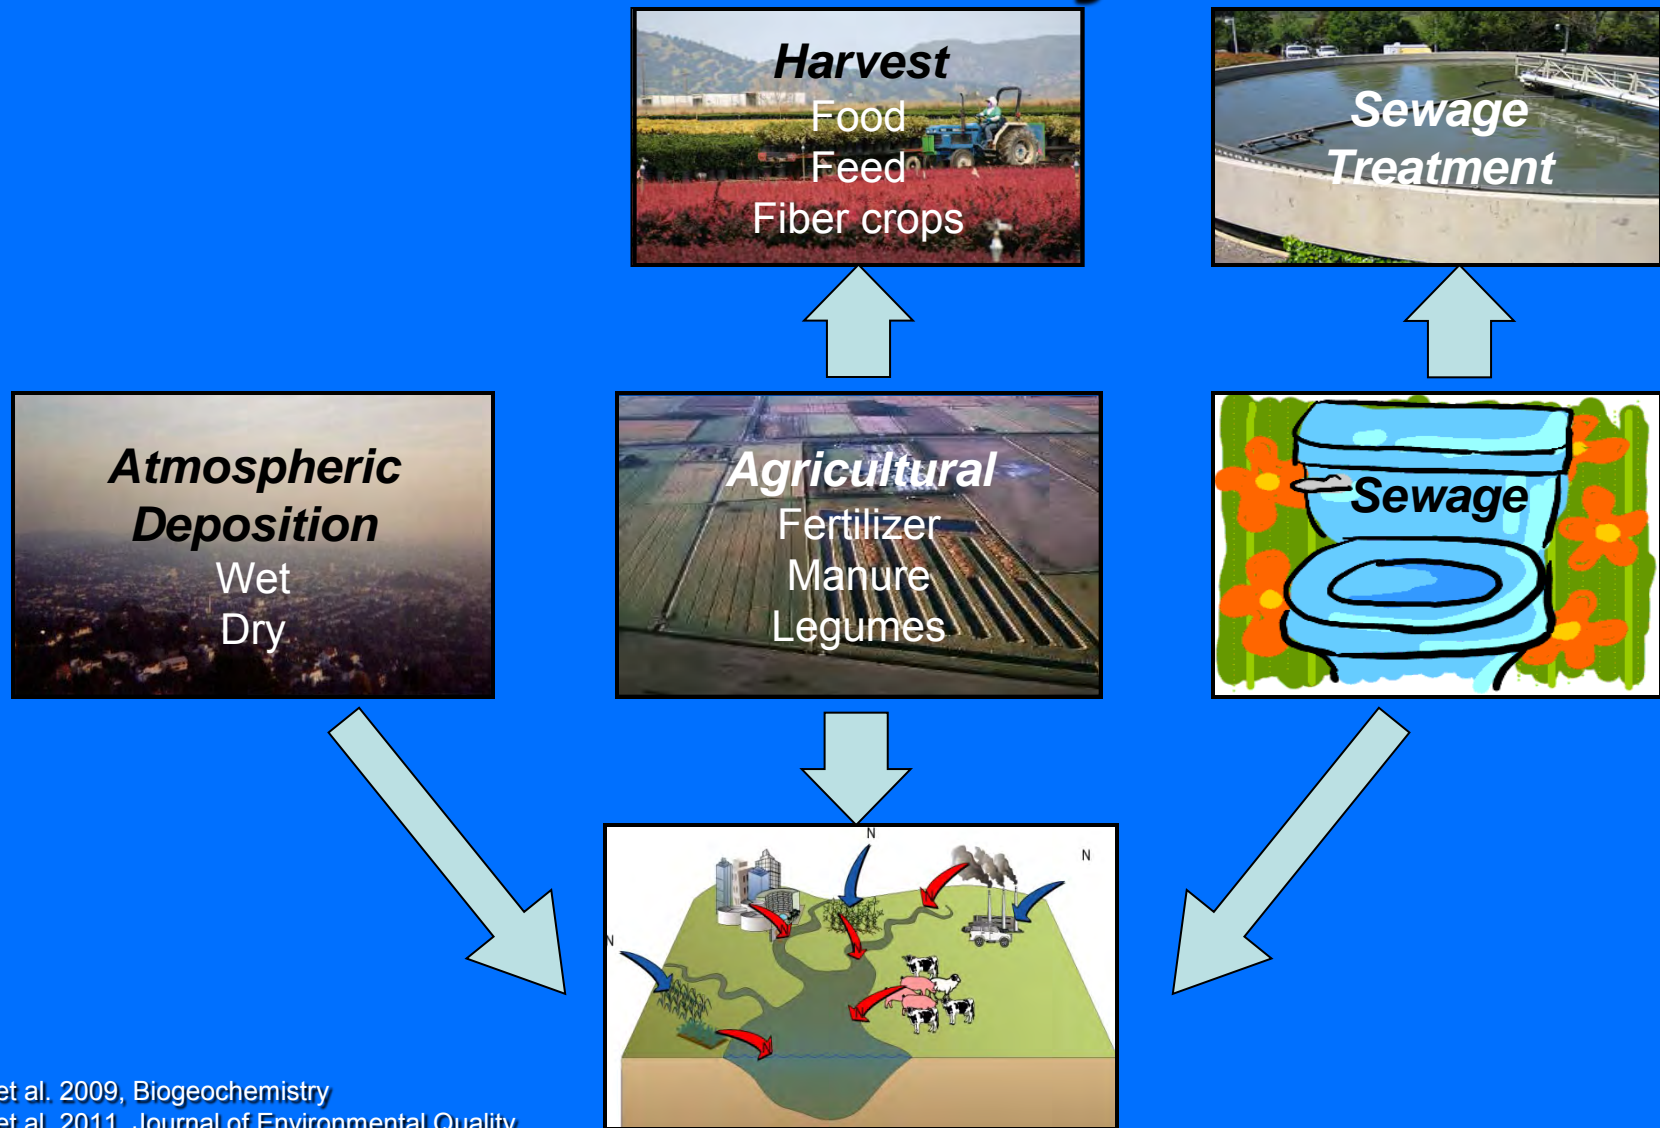 Harvest
Food
Feed
Fiber crops
Sewage
Treatment
Atmospheric
Deposition
Wet
Dry
Agricultural
Fertilizer
Manure
Legumes
Sewage
N
N
N
N
N
N
N
N
et al. 2009, Biogeochemistry
et al. 2011, Journal of Environmental Quality